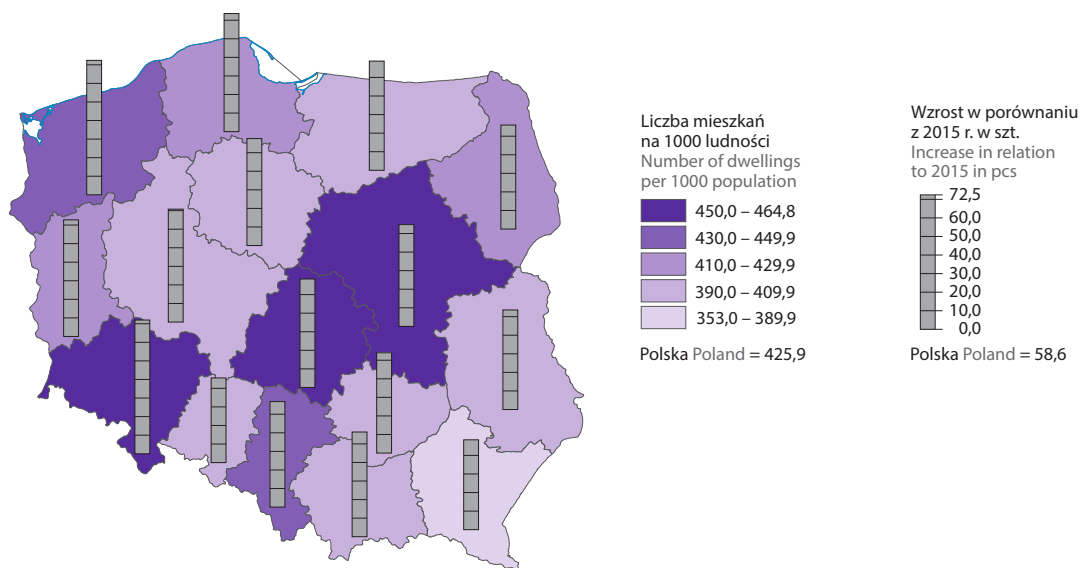 Liczba mieszkań
na 1000 ludności
Number of dwellings
per 1000 population
450,0 – 464,8
430,0 – 449,9
410,0 – 429,9
390,0 – 409,9
353,0 – 389,9
Polska Poland = 425,9
Wzrost w porównaniu
z 2015 r. w szt.
Increase in relation
to 2015 in pcs
72,5
60,0
50,0
40,0
30,0
20,0
10,0
0,0
Polska Poland = 58,6